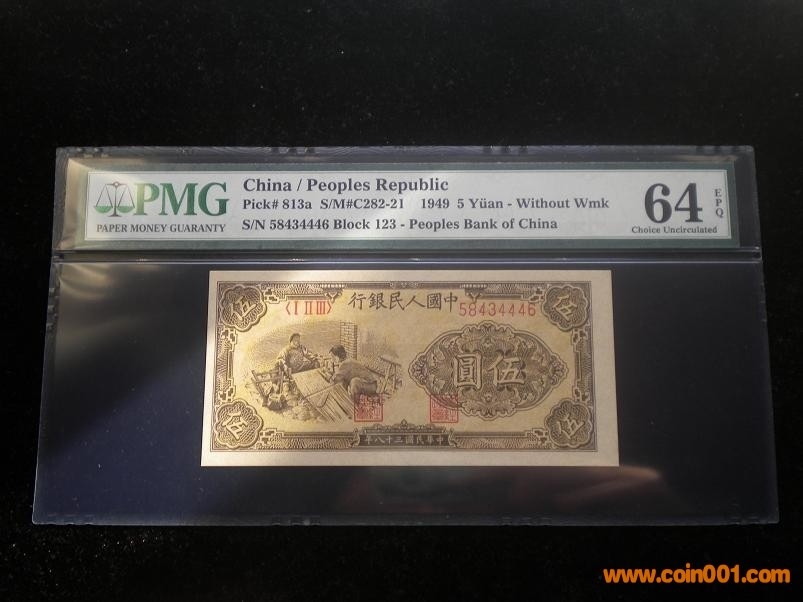 PMG
PAPER MONEY GUARANTY
China / Peoples Republic
Pick# 813a S/M#C282-21 1949 5 Yüan - Without Wmk
S/N 58434446 Block 123 - Peoples Bank of China
64 EPQ
Choice Uncirculated
行銀民人國中
〈I II III〉 58434446
伍 伍
圓伍
伍 伍
年八十三國民華中
www.coin001.com